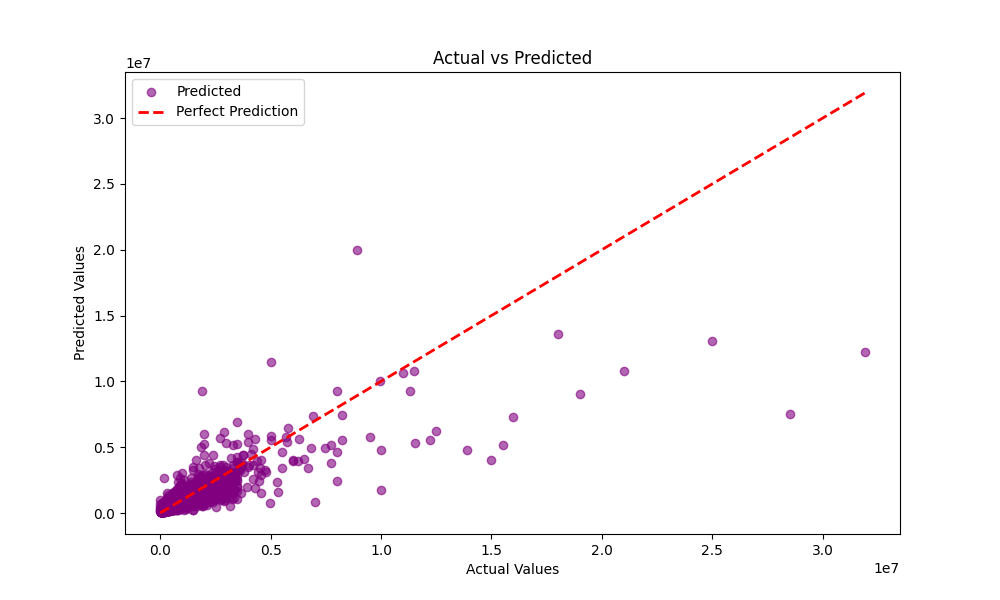 Actual vs Predicted
1e7
Predicted
Perfect Prediction
3.0
2.5
2.0
1.5
1.0
0.5
0.0
Predicted Values
0.0 0.5 1.0 1.5 2.0 2.5 3.0
Actual Values
1e7